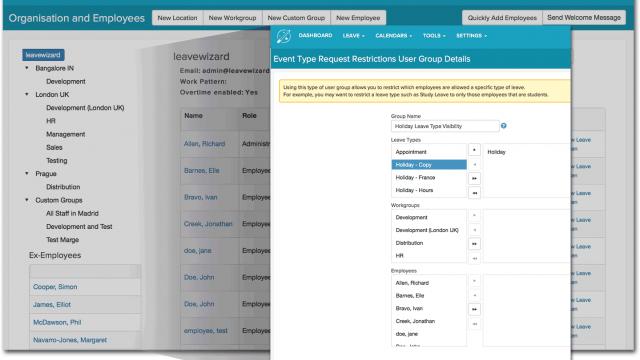 Organisation and Employees
New Location
New Workgroup
New Custom Group
New Employee
Quickly Add Employees
Send Welcome Message
leavewizard
Bangalore IN
Development
London UK
Development (London UK)
HR
Management
Sales
Testing
Prague
Distribution
Custom Groups
All Staff in Madrid
Development and Test
Test Marge
Ex-Employees
Cooper, Simon
James, Elliot
McDawson, Phil
Navarro-Jones, Margaret
leavewizard
Email: admin@leavewizard
Work Pattern:
Overtime enabled: Yes
Name Role
Allen, Richard Administr
Barnes, Elle Employee
Bravo, Ivan Employee
Creek, Jonathan Employee
doe, jane Employee
Doe, John Employee
Doe, John Employee
employee, test Employee
DASHBOARD LEAVE CALENDARS TOOLS SETTINGS
Event Type Request Restrictions User Group Details
Using this type of user group allows you to restrict which employees are allowed a specific type of leave.
For example, you may want to restrict a leave type such as Study Leave to only those employees that are students.
Group Name
Holiday Leave Type Visibility
Leave Types
Appointment
Holiday - Copy
Holiday - France
Holiday - Hours
Holiday
Workgroups
Development
Development (London UK)
Distribution
HR
Employees
Allen, Richard
Barnes, Elle
Bravo, Ivan
Creek, Jonathan
doe, jane
w Leave
w Leave
w Leave
w Leave
w Leave
w Leave
w Leave
w Leave